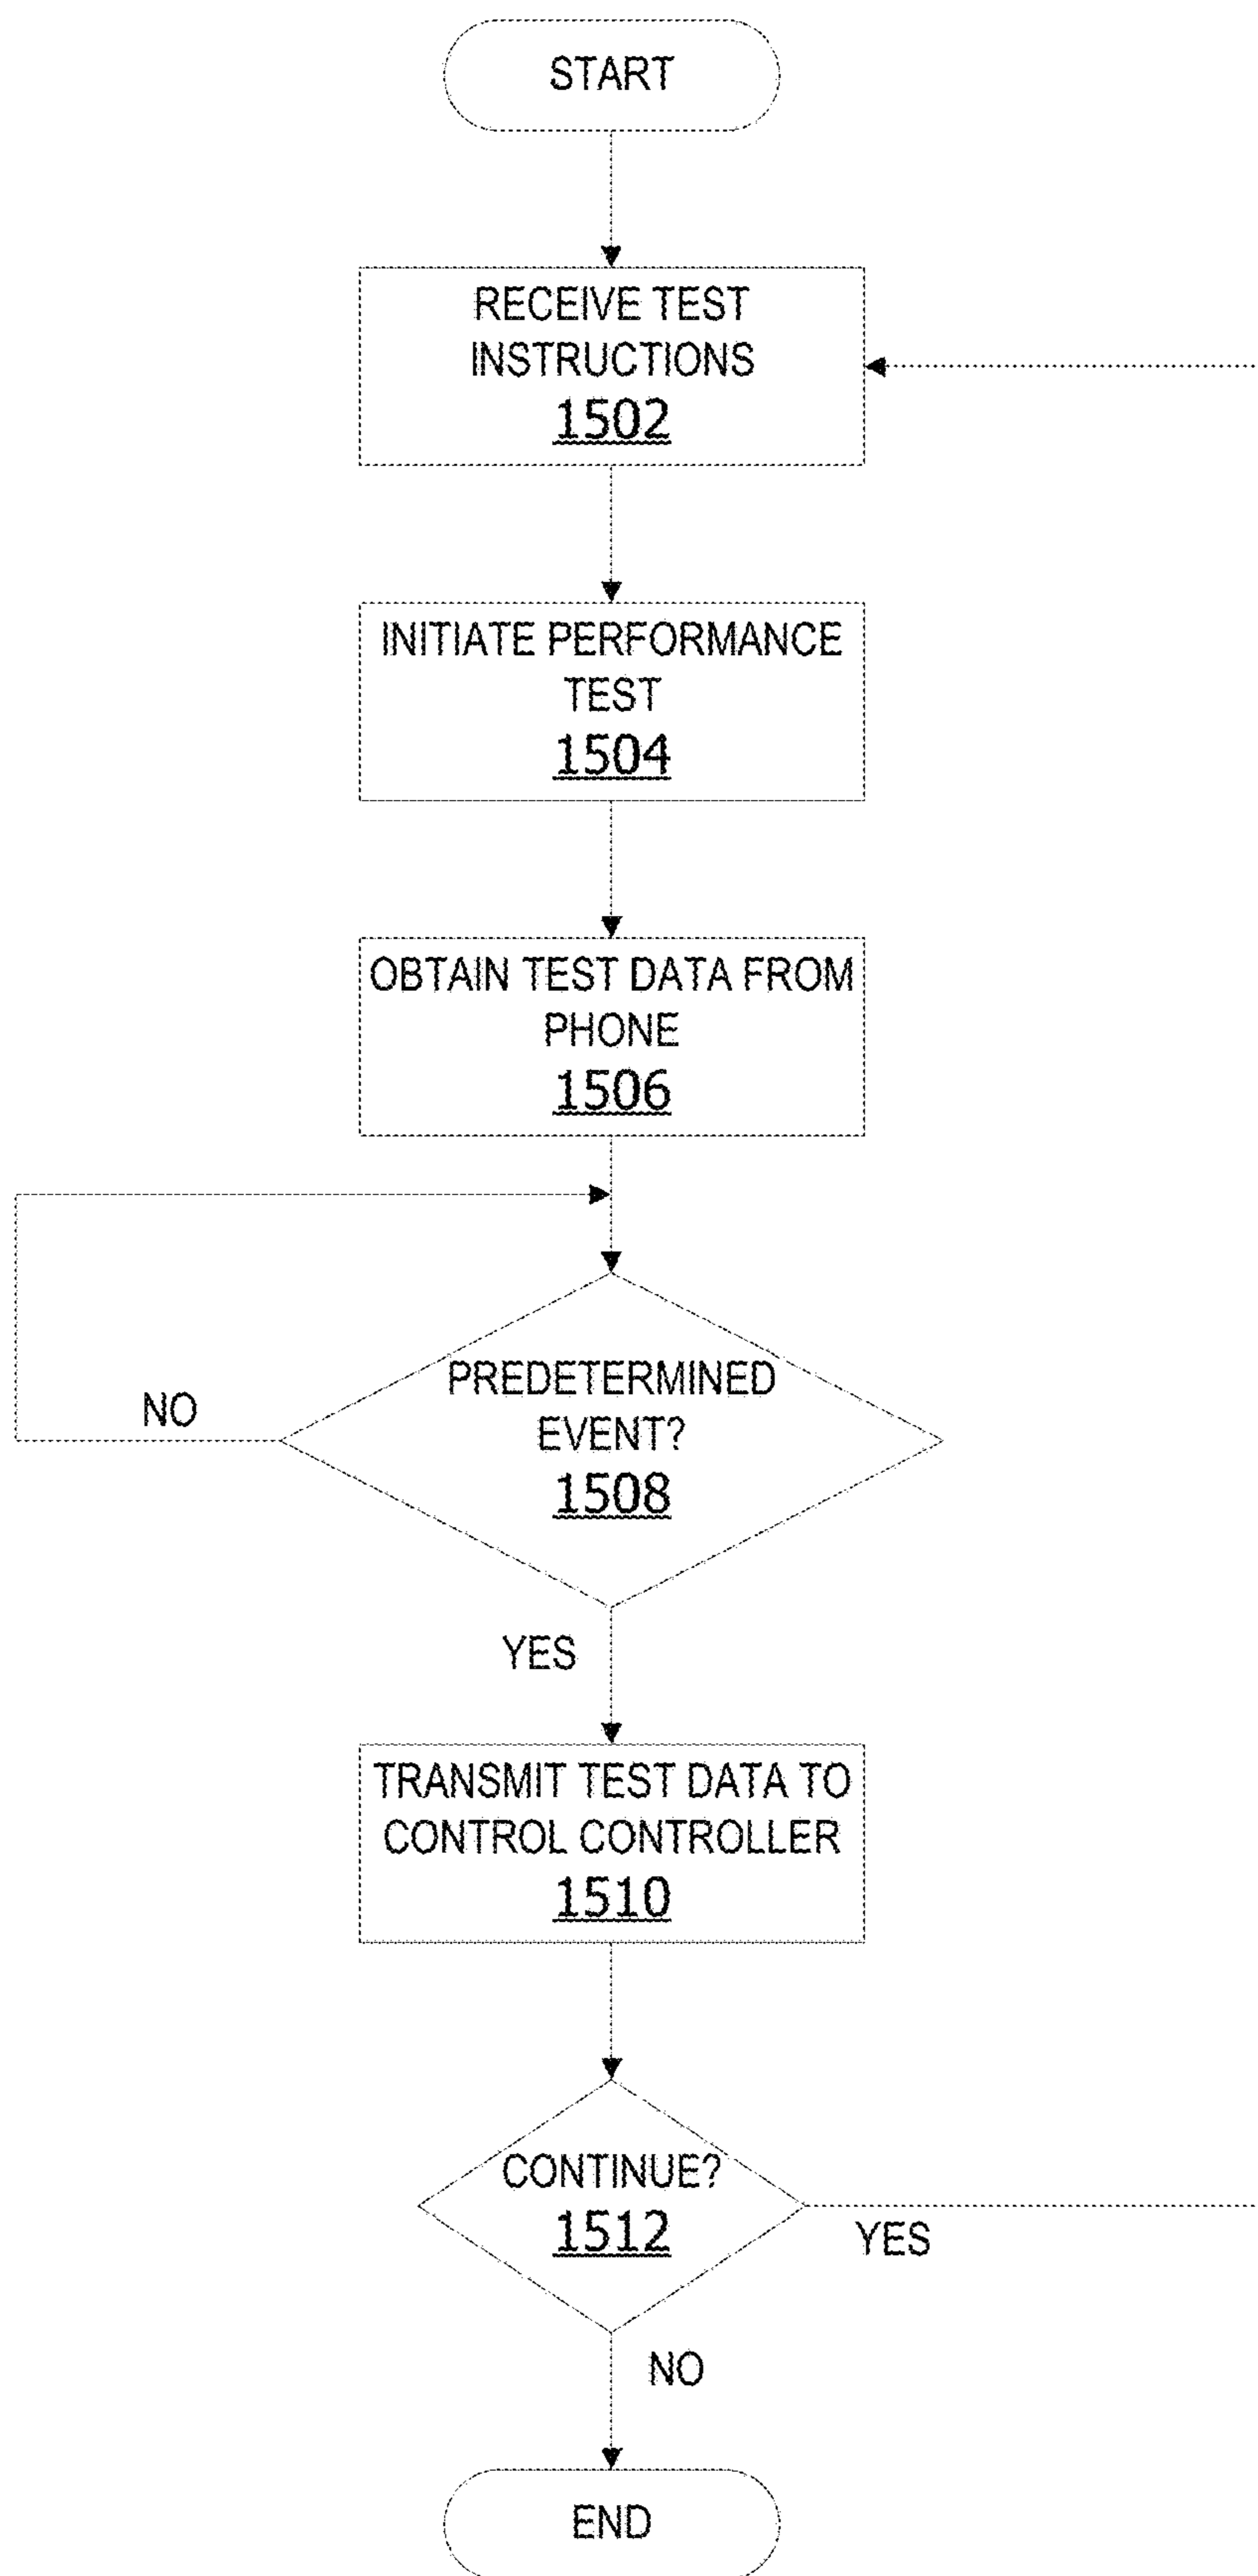 START
RECEIVE TEST
INSTRUCTIONS
1502
INITIATE PERFORMANCE
TEST
1504
OBTAIN TEST DATA FROM
PHONE
1506
PREDETERMINED
EVENT?
1508
NO
YES
TRANSMIT TEST DATA TO
CONTROL CONTROLLER
1510
CONTINUE?
1512
YES
NO
END